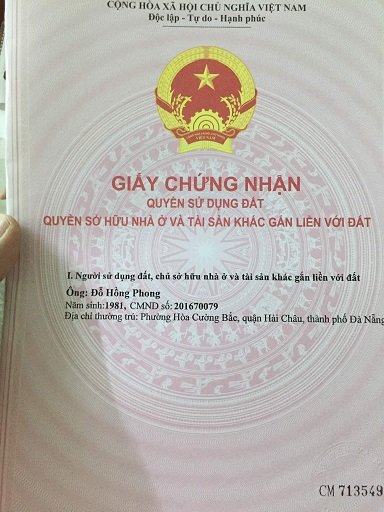 CỘNG HÒA XÃ HỘI CHỦ NGHĨA VIỆT NAM
Độc lập - Tự do - Hạnh phúc
VIỆT NAM
GIẤY CHỨNG NHẬN
QUYỀN SỬ DỤNG ĐẤT
QUYỀN SỞ HỮU NHÀ Ở VÀ TÀI SẢN KHÁC GẮN LIỀN VỚI ĐẤT
I. Người sử dụng đất, chủ sở hữu nhà ở và tài sản khác gắn liền với đất
Ông: Đỗ Hồng Phong
Năm sinh:1981, CMND số: 201670079
Địa chỉ thường trú: Phường Hòa Cường Bắc, quận Hải Châu, thành phố Đà Nẵng
CM 713549